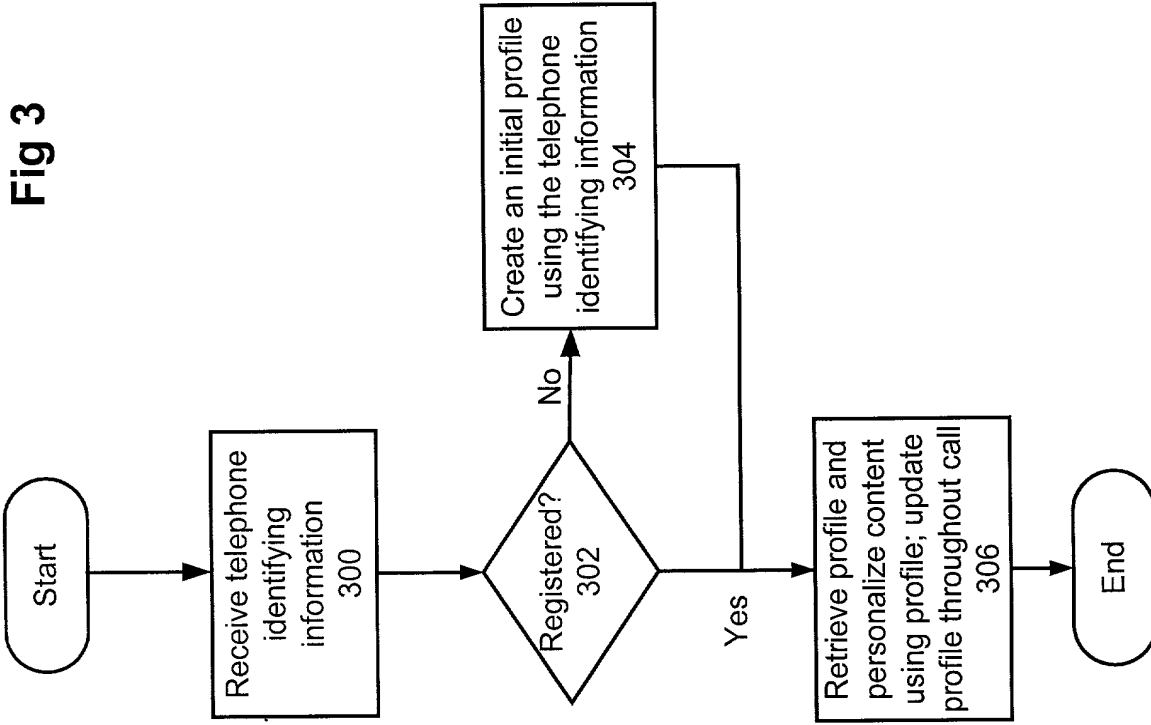 Fig 3
Start
Receive telephone
identifying
information
300
Registered?
302
No
Create an initial profile
using the telephone
identifying information
304
Yes
Retrieve profile and
personalize content
using profile; update
profile throughout call
306
End